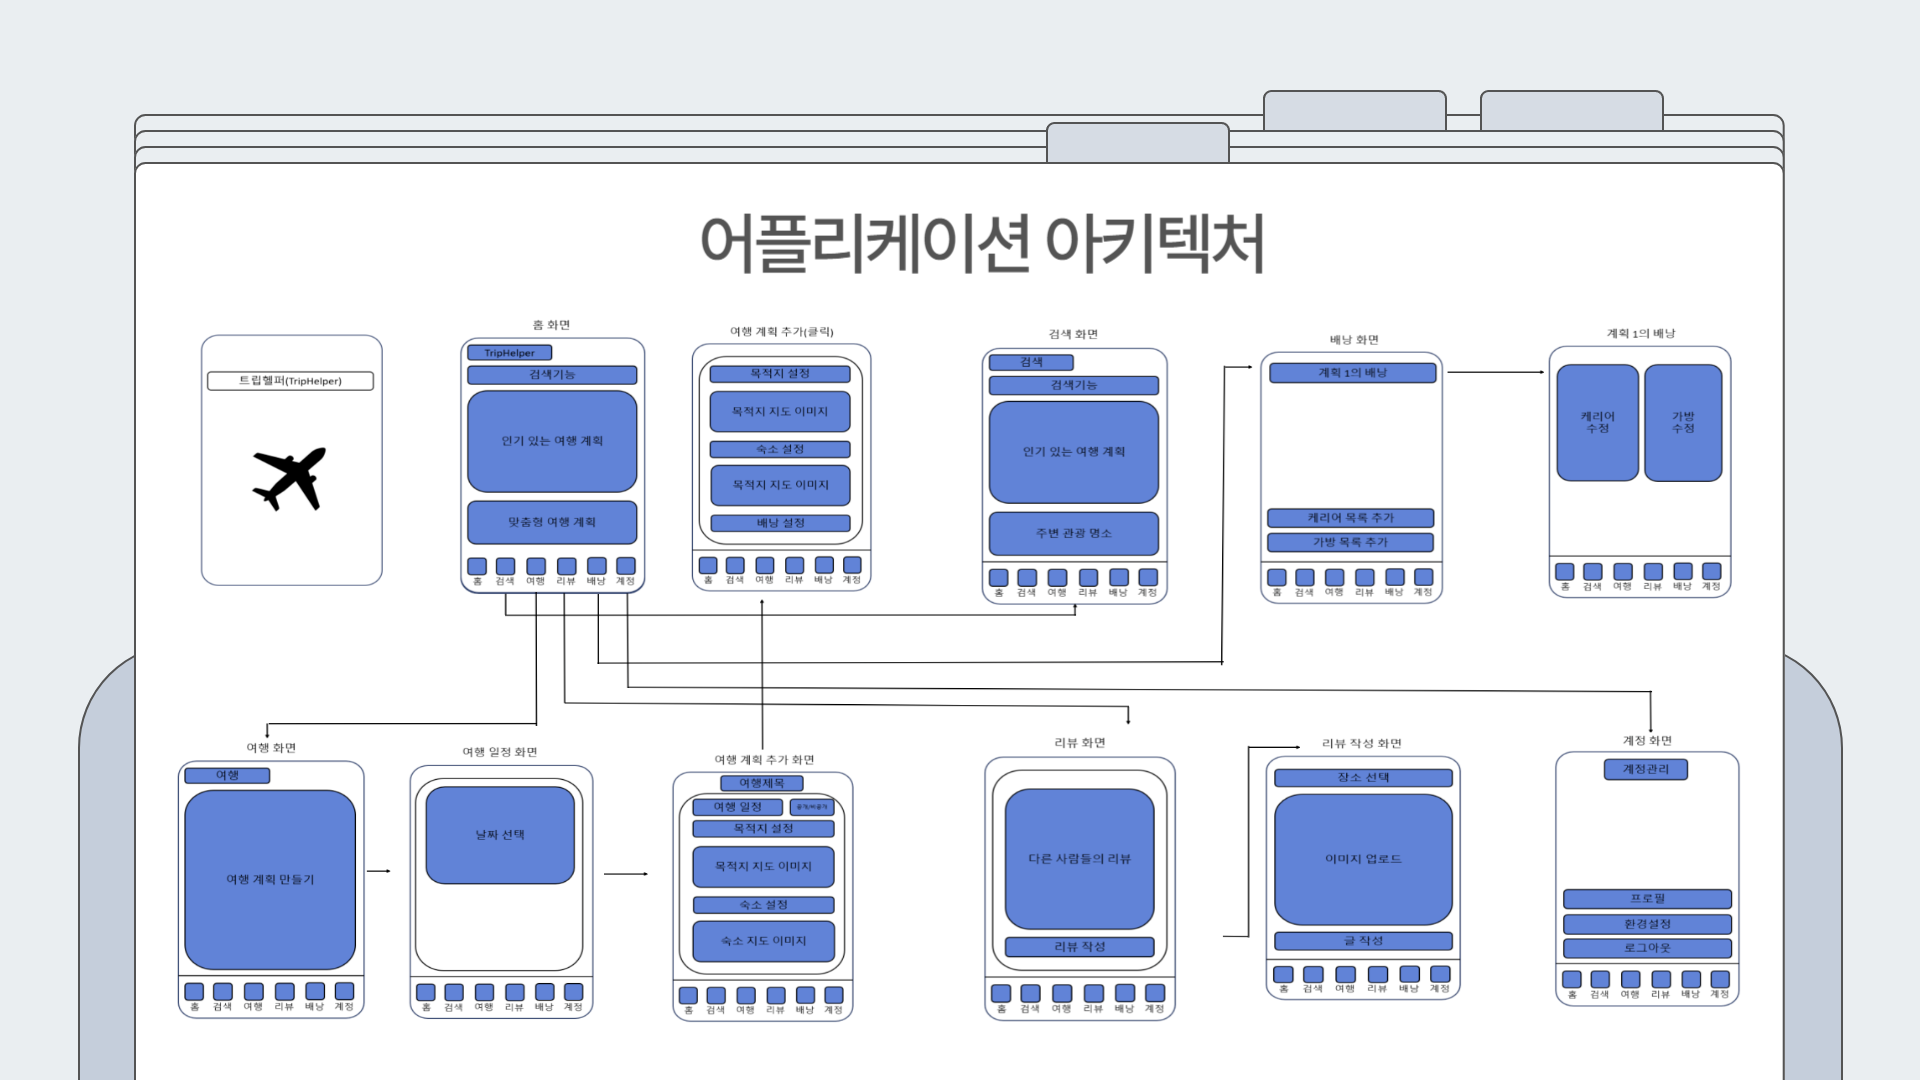 어플리케이션 아키텍처
트립헬퍼(TripHelper)
홈 화면
TripHelper
검색기능
인기 있는 여행 계획
맞춤형 여행 계획
홈 검색 여행 리뷰 배낭 계정
여행 계획 추가(클릭)
목적지 설정
목적지 지도 이미지
숙소 설정
목적지 지도 이미지
배낭 설정
홈 검색 여행 리뷰 배낭 계정
검색 화면
검색
검색기능
인기 있는 여행 계획
주변 관광 명소
홈 검색 여행 리뷰 배낭 계정
배낭 화면
계획 1의 배낭
케리어 목록 추가
가방 목록 추가
홈 검색 여행 리뷰 배낭 계정
계획 1의 배낭
케리어
수정
가방
수정
홈 검색 여행 리뷰 배낭 계정
여행 화면
여행
여행 계획 만들기
홈 검색 여행 리뷰 배낭 계정
여행 일정 화면
날짜 선택
홈 검색 여행 리뷰 배낭 계정
여행 계획 추가 화면
여행제목
여행 일정
공개/비공개
목적지 설정
목적지 지도 이미지
숙소 설정
숙소 지도 이미지
홈 검색 여행 리뷰 배낭 계정
리뷰 화면
다른 사람들의 리뷰
리뷰 작성
홈 검색 여행 리뷰 배낭 계정
리뷰 작성 화면
장소 선택
이미지 업로드
글 작성
홈 검색 여행 리뷰 배낭 계정
계정 화면
계정관리
프로필
환경설정
로그아웃
홈 검색 여행 리뷰 배낭 계정